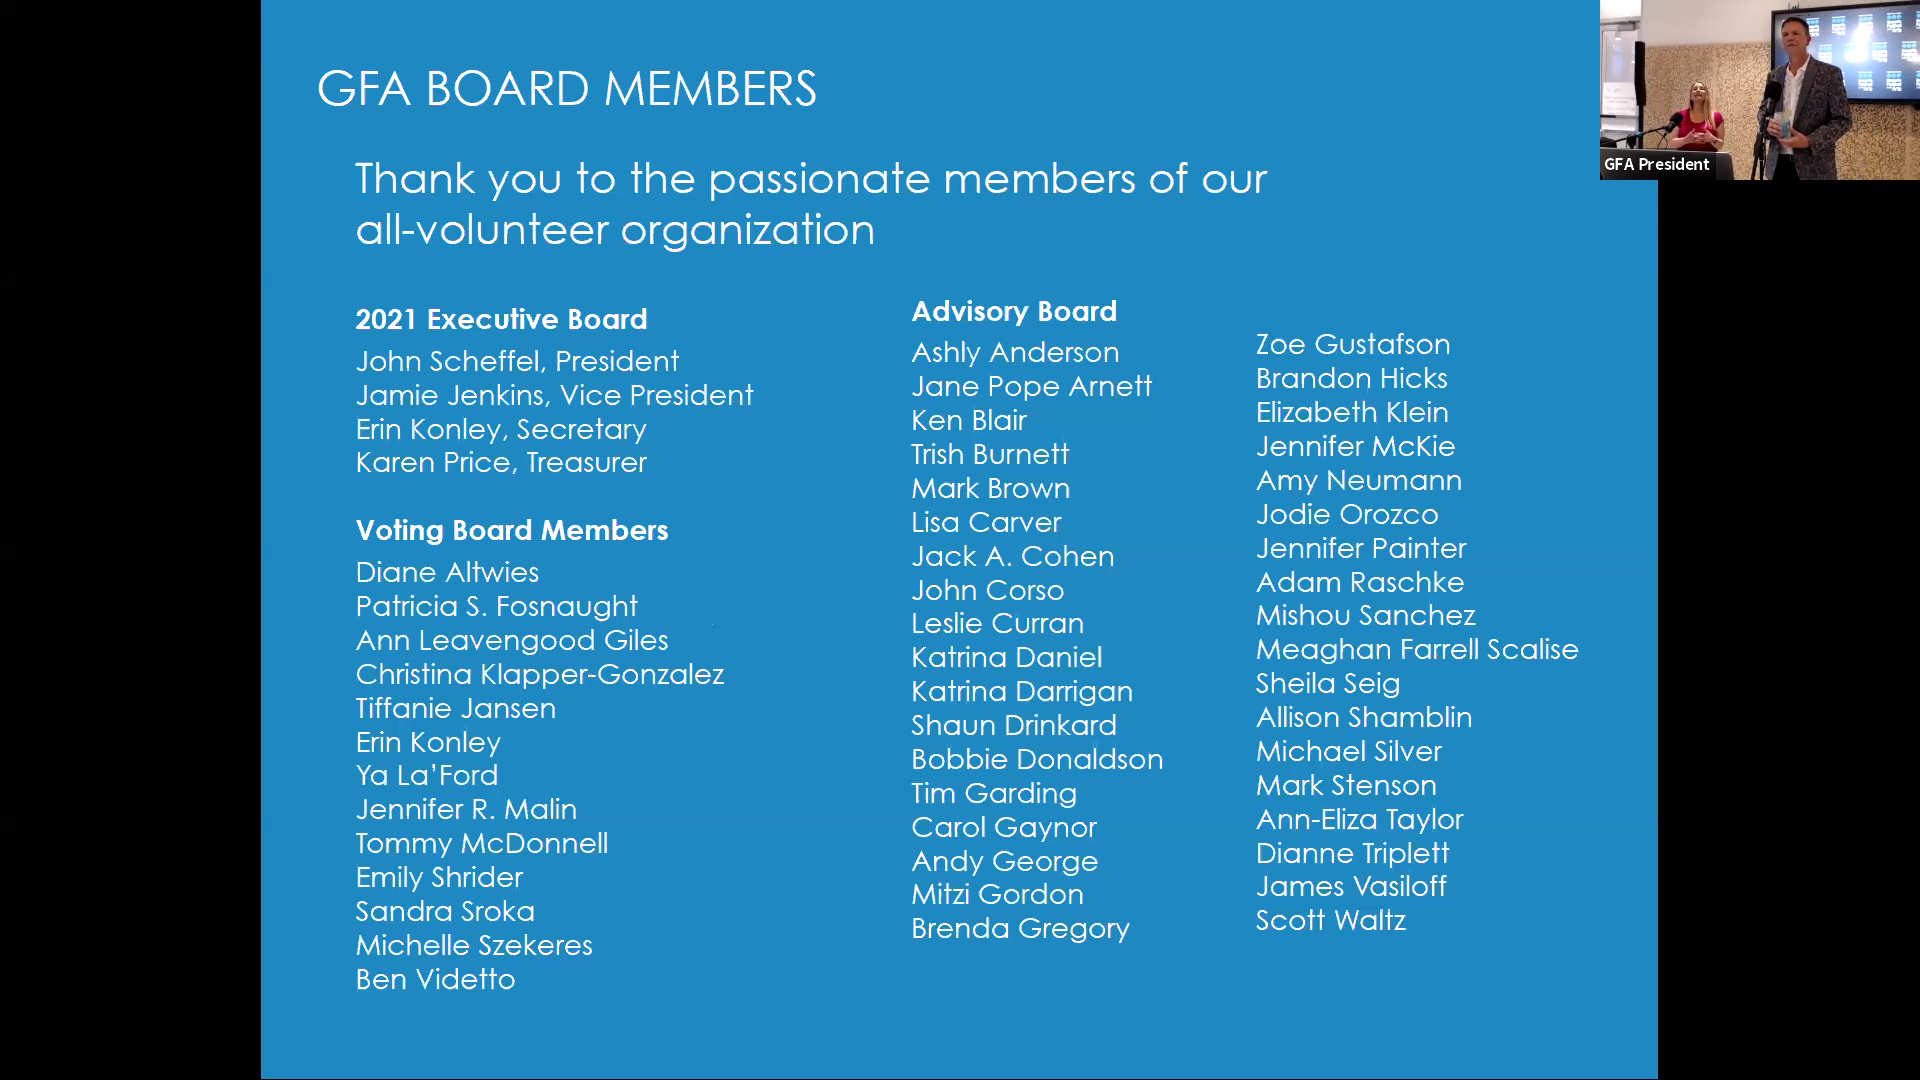 GFA BOARD MEMBERS
Thank you to the passionate members of our
all-volunteer organization
2021 Executive Board
John Scheffel, President
Jamie Jenkins, Vice President
Erin Konley, Secretary
Karen Price, Treasurer
Voting Board Members
Diane Altwies
Patricia S. Fosnaught
Ann Leavengood Giles
Christina Klapper-Gonzalez
Tiffanie Jansen
Erin Konley
Ya La’Ford
Jennifer R. Malin
Tommy McDonnell
Emily Shrider
Sandra Sroka
Michelle Szekeres
Ben Videtto
Advisory Board
Ashly Anderson
Jane Pope Arnett
Ken Blair
Trish Burnett
Mark Brown
Lisa Carver
Jack A. Cohen
John Corso
Leslie Curran
Katrina Daniel
Katrina Darrigan
Shaun Drinkard
Bobbie Donaldson
Tim Garding
Carol Gaynor
Andy George
Mitzi Gordon
Brenda Gregory
Zoe Gustafson
Brandon Hicks
Elizabeth Klein
Jennifer McKie
Amy Neumann
Jodie Orozco
Jennifer Painter
Adam Raschke
Mishou Sanchez
Meaghan Farrell Scalise
Sheila Seig
Allison Shamblin
Michael Silver
Mark Stenson
Ann-Eliza Taylor
Dianne Triplett
James Vasiloff
Scott Waltz
GFA President